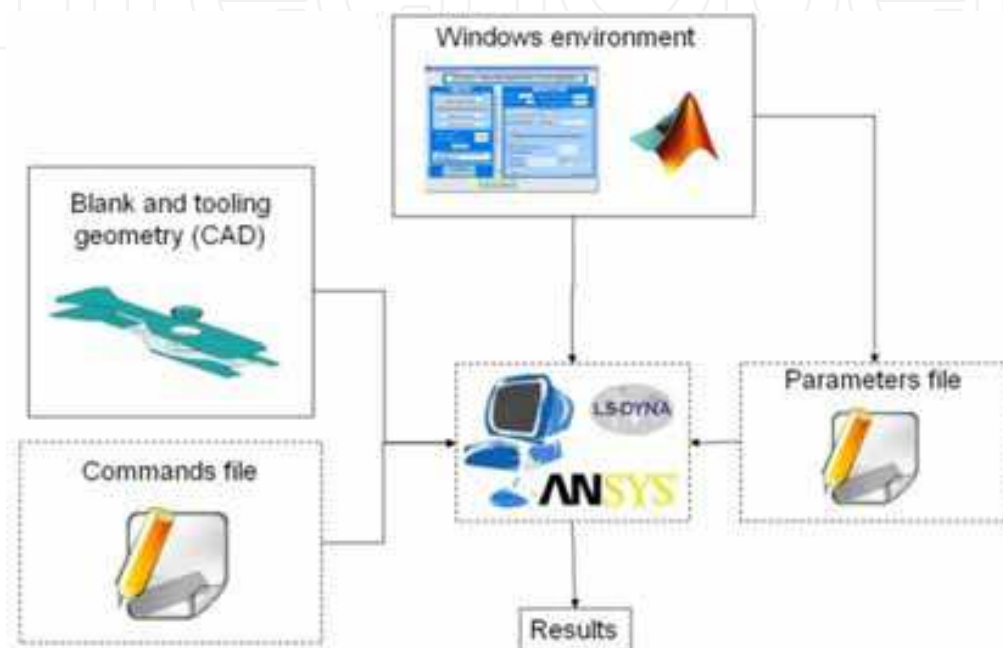 Windows environment
Blank and tooling
geometry (CAD)
Parameters file
LS-DYNA
ANSYS
Commands file
Results